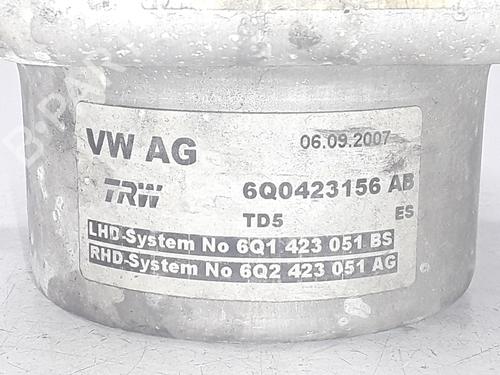 VW AG 06.09.2007
TRW 6Q0423156 AB
TD5 ES
LHD-System No 6Q1 423 051 BS
RHD-System No 6Q2 423 051 AG
B-PARTS